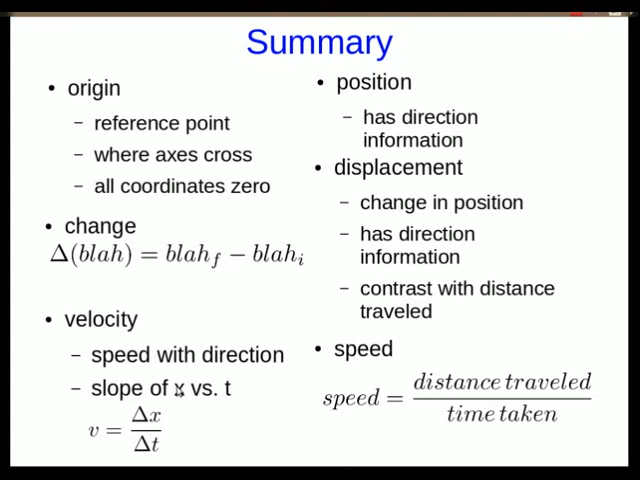 Summary
• origin
– reference point
– where axes cross
– all coordinates zero
• change
Δ(blah) = blah_f − blah_i
• velocity
– speed with direction
– slope of x vs. t
v = Δx/Δt
• position
– has direction
information
• displacement
– change in position
– has direction
information
– contrast with distance
traveled
• speed
speed = distance traveled/time taken